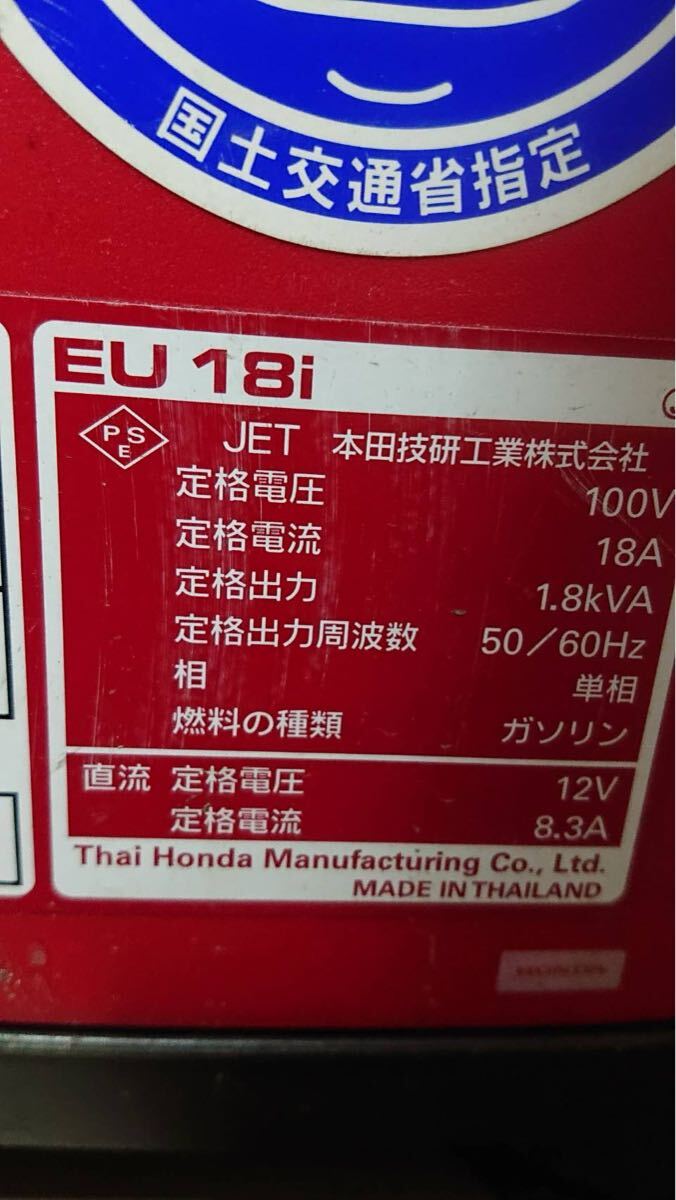 国土交通省指定
EU 18i
PSE JET 本田技研工業株式会社
定格電圧 100V
定格電流 18A
定格出力 1.8kVA
定格出力周波数 50/60Hz
相 単相
燃料の種類 ガソリン
直流 定格電圧 12V
定格電流 8.3A
Thai Honda Manufacturing Co., Ltd.
MADE IN THAILAND
HONDA